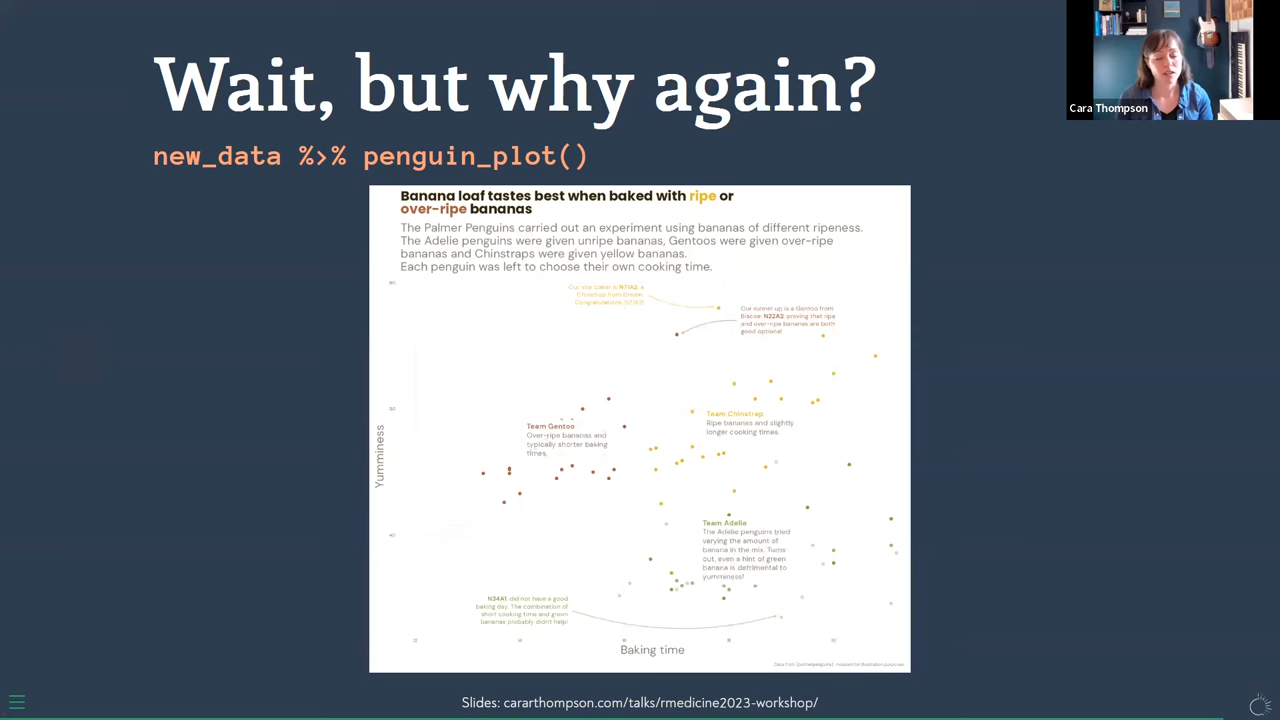 Wait, but why again?
Cara Thompson
new_data %>% penguin_plot()
Banana loaf tastes best when baked with ripe or
over-ripe bananas
The Palmer Penguins carried out an experiment using bananas of different ripeness.
The Adelie penguins were given unripe bananas, Gentoos were given over-ripe
bananas and Chinstraps were given yellow bananas.
Each penguin was left to choose their own cooking time.
Our star baker is N71A2, a
Chinstrap from Dream.
Congratulations, N71A2!
Our runner up is a Gentoo from
Biscoe: N22A2, proving that ripe
and over-ripe bananas are both
good options!
50
Team Gentoo
Over-ripe bananas and
typically shorter baking
times.
Team Chinstrap
Ripe bananas and slightly
longer cooking times.
Yumminess
Team Adelie
The Adelie penguins tried
varying the amount of
banana in the mix. Turns
out, even a hint of green
banana is detrimental to
yumminess!
40
N34A1, did not have a good
baking day. The combination of
short cooking time and green
bananas probably didn't help!
Baking time
Slides: cararthompson.com/talks/rmedicine2023-workshop/